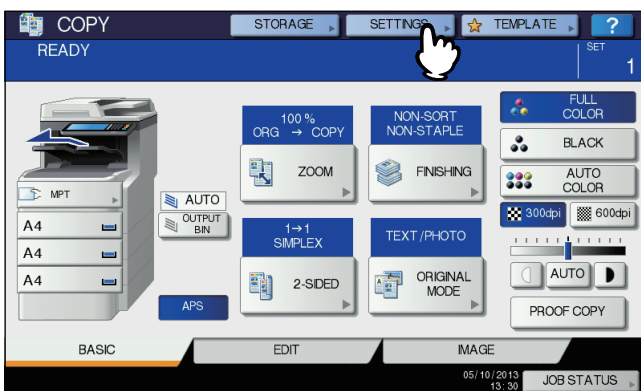 COPY
STORAGE
SETTINGS
TEMPLATE
?
READY
SET
1
100 %
ORG → COPY
NON-SORT
NON-STAPLE
FULL
COLOR
BLACK
ZOOM
FINISHING
AUTO
COLOR
MPT
AUTO
300dpi
600dpi
OUTPUT
BIN
A4
1→1
SIMPLEX
TEXT/PHOTO
A4
2-SIDED
ORIGINAL
MODE
AUTO
A4
APS
PROOF COPY
BASIC
EDIT
IMAGE
05/10/2013
13:30
JOB STATUS